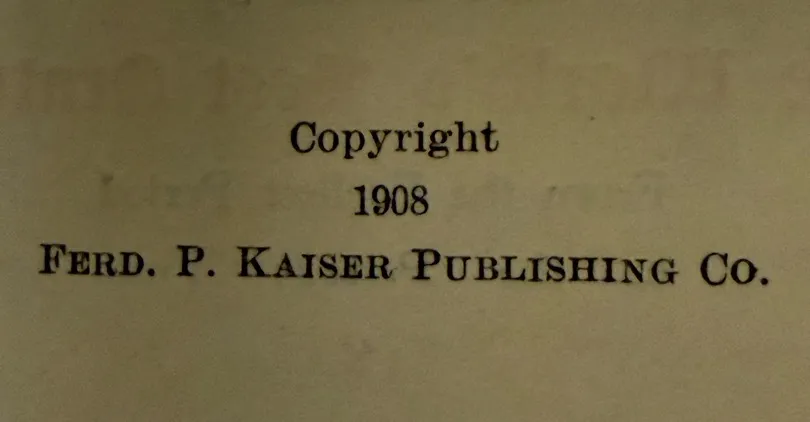 Copyright
1908
FERD. P. KAISER PUBLISHING CO.